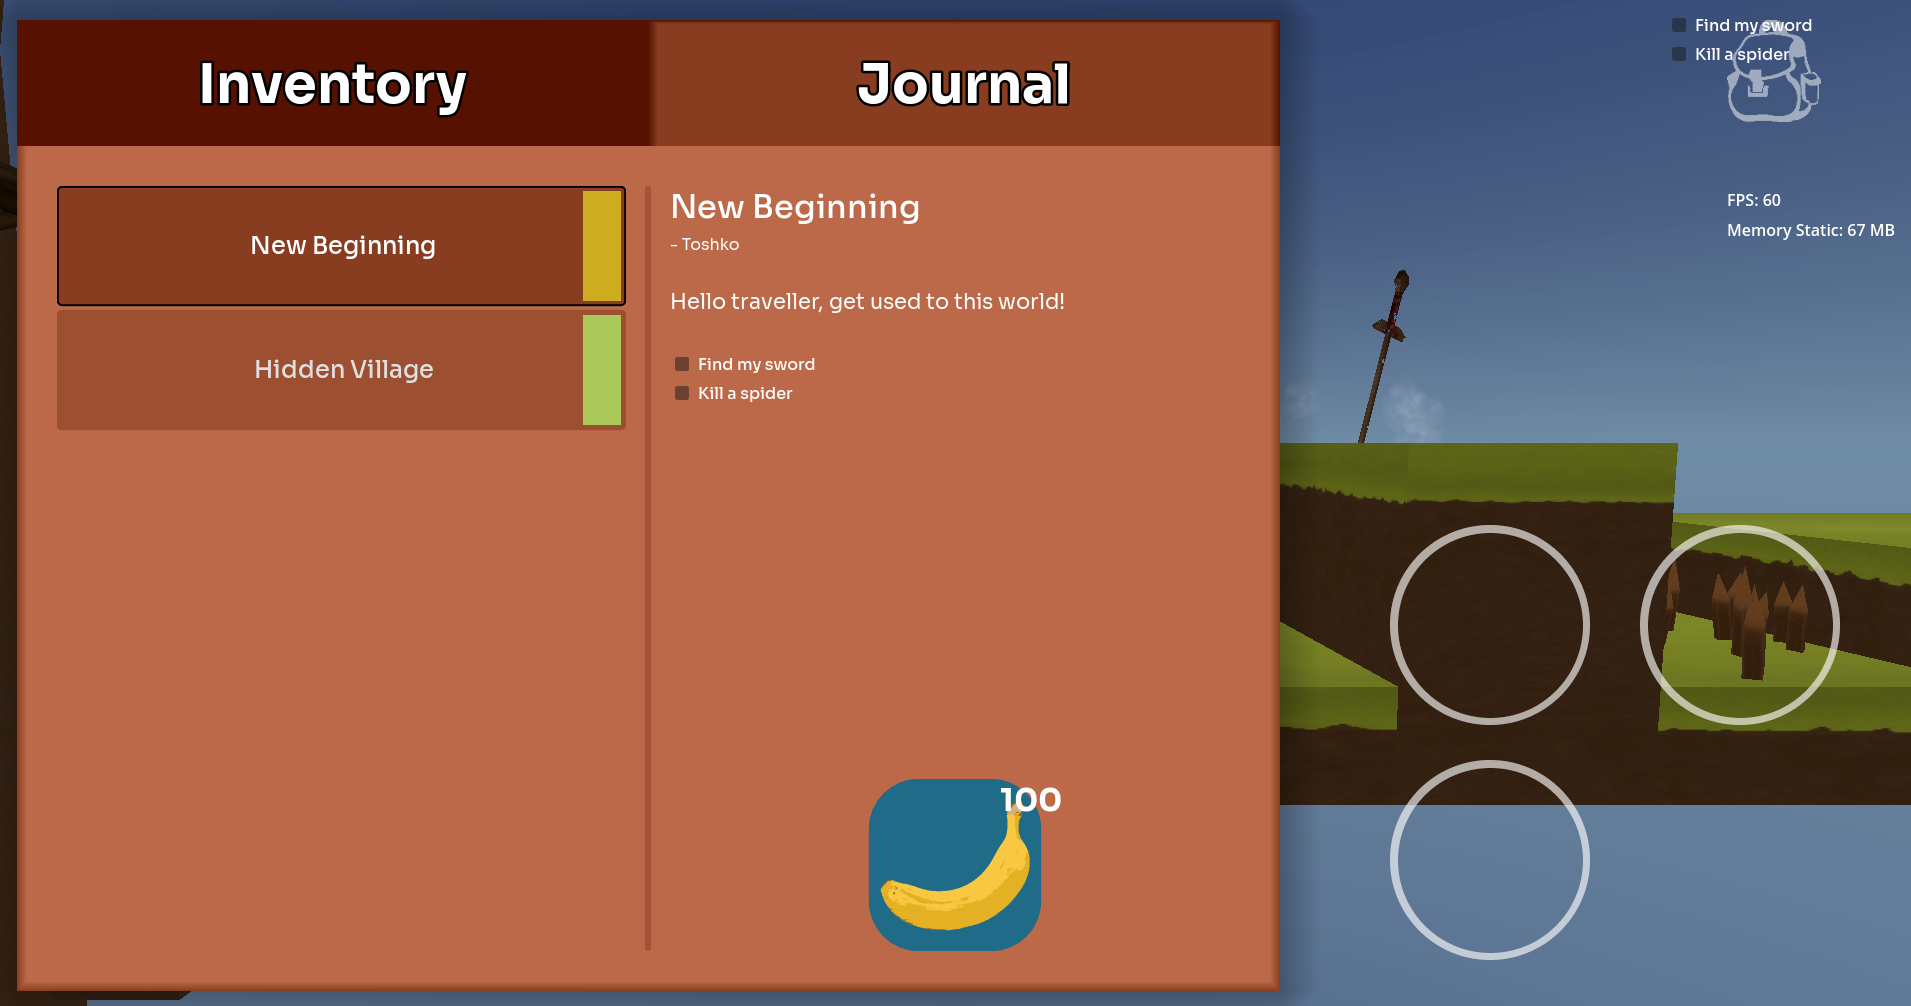 Inventory
Journal
New Beginning
Hidden Village
New Beginning
- Toshko
Hello traveller, get used to this world!
Find my sword
Kill a spider
100
Find my sword
Kill a spider
FPS: 60
Memory Static: 67 MB